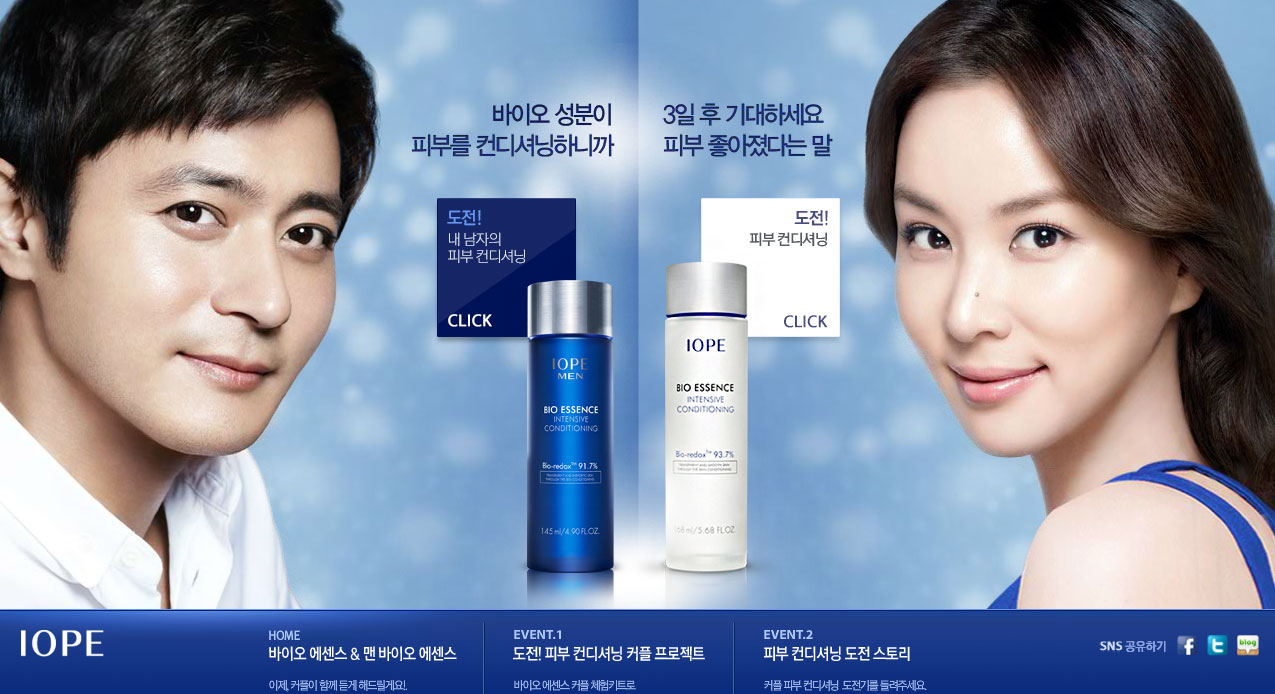 바이오 성분이
피부를 컨디셔닝하니까
3일 후 기대하세요
피부 좋아졌다는 말
도전!
내 남자의
피부 컨디셔닝
CLICK
도전!
피부 컨디셔닝
CLICK
IOPE
MEN
BIO ESSENCE
INTENSIVE
CONDITIONING
Bio-redox™ 91.7%
145 ml/4.90 FL.OZ.
IOPE
BIO ESSENCE
INTENSIVE
CONDITIONING
Bio-redox™ 93.7%
168 ml/5.68 FL.OZ.
IOPE
HOME
바이오 에센스 & 맨 바이오 에센스
이제, 커플이 함께 듣게 해드릴게요!
EVENT.1
도전! 피부 컨디셔닝 커플 프로젝트
바이오 에센스 커플 체험키트로
EVENT.2
피부 컨디셔닝 도전 스토리
커플 피부 컨디셔닝 도전기를 들려주세요.
SNS 공유하기
blog